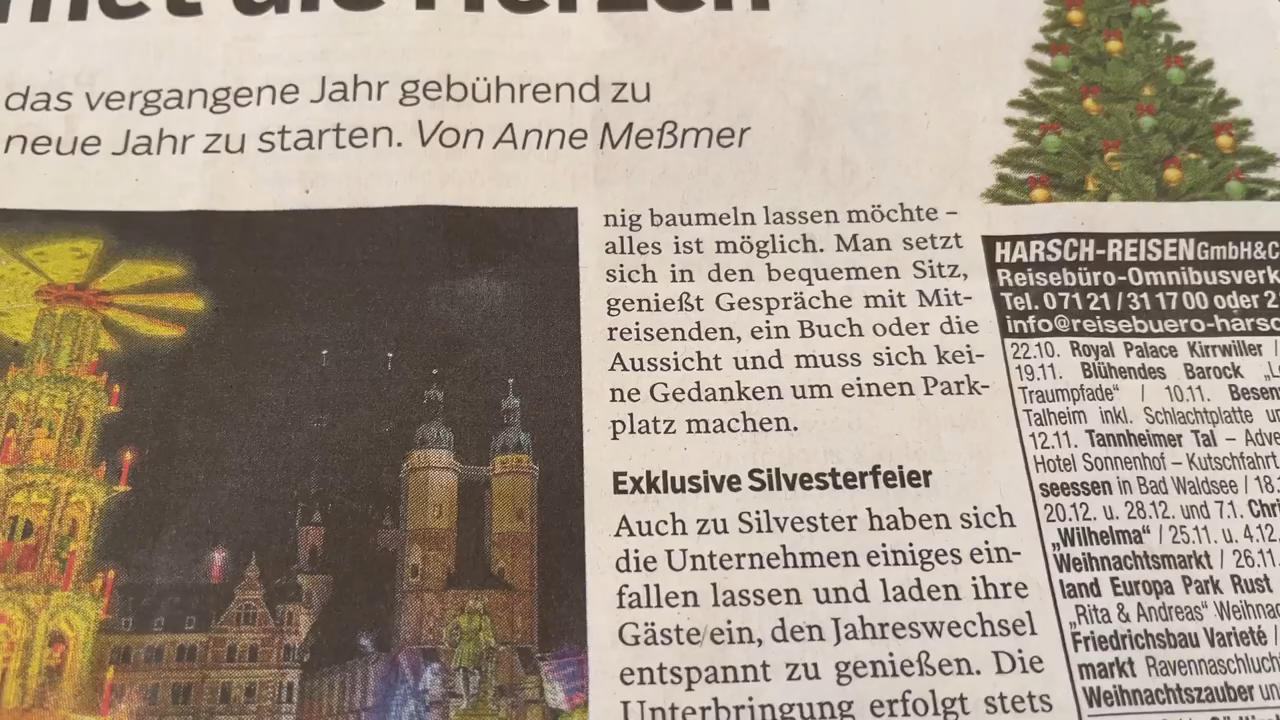 das vergangene Jahr gebührend zu
neue Jahr zu starten. Von Anne Meßmer
nig baumeln lassen möchte –
alles ist möglich. Man setzt
sich in den bequemen Sitz,
genießt Gespräche mit Mit-
reisenden, ein Buch oder die
Aussicht und muss sich kei-
ne Gedanken um einen Park-
platz machen.
Exklusive Silvesterfeier
Auch zu Silvester haben sich
die Unternehmen einiges ein-
fallen lassen und laden ihre
Gäste ein, den Jahreswechsel
entspannt zu genießen. Die
Unterbringung erfolgt stets
HARSCH-REISEN GmbH&C
Reisebüro-Omnibusverk
Tel. 0 71 21 / 31 17 00 oder 2
info@reisebuero-harsc
22.10. Royal Palace Kirrwiller /
19.11. Blühendes Barock „L
Traumpfade“ / 10.11. Besen
Talheim inkl. Schlachtplatte u
12.11. Tannheimer Tal – Adve
Hotel Sonnenhof – Kutschfahrt
seessen in Bad Waldsee / 18.
20.12. u. 28.12. und 7.1. Chr
„Wilhelma“ / 25.11. u. 4.12.
Weihnachtsmarkt / 26.11
land Europa Park Rust
„Rita & Andreas“ Weihna
Friedrichsbau Varieté
markt Ravennaschluch
Weihnachtszauber un